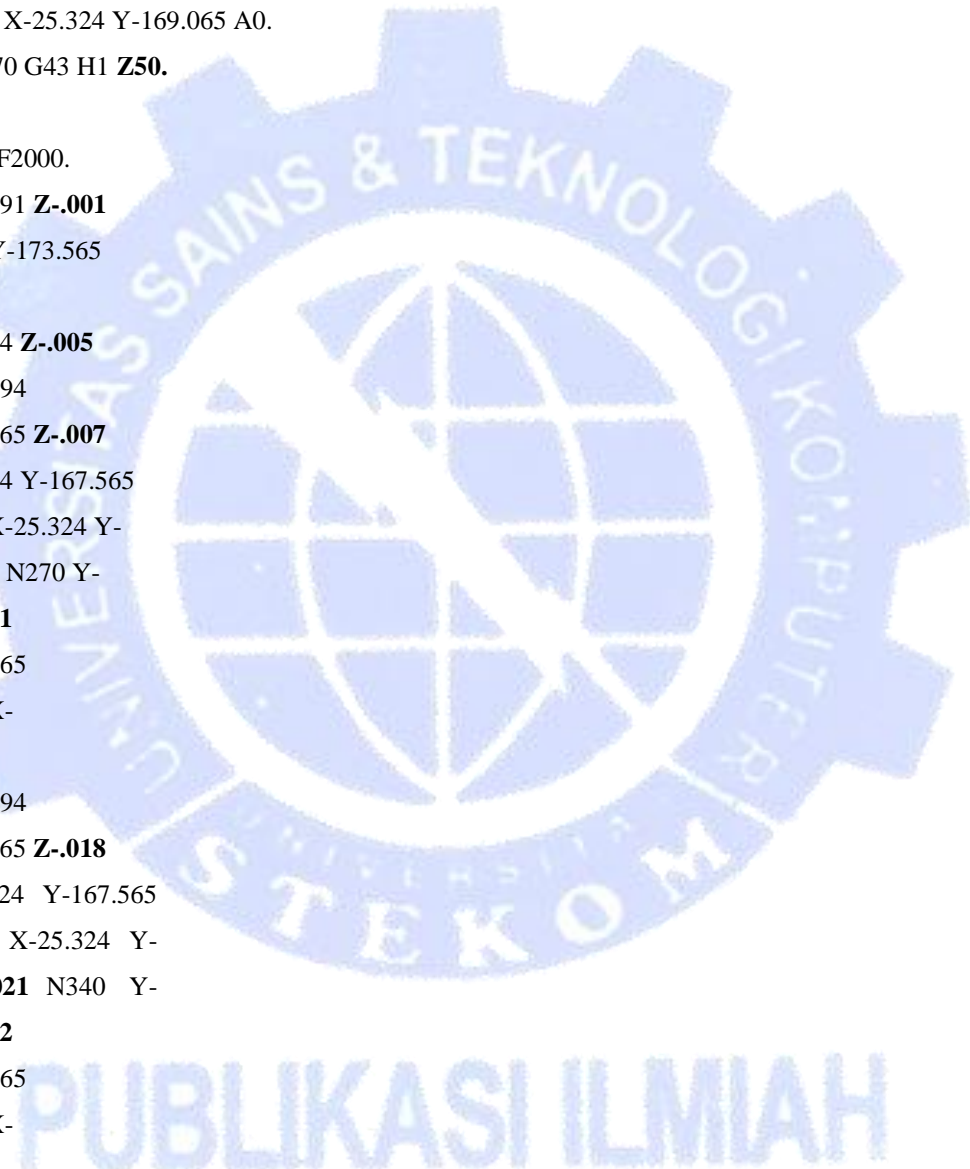 X-25.324 Y-169.065 A0.
70 G43 H1 Z50.
F2000.
91 Z-.001
Y-173.565
4 Z-.005
94
65 Z-.007
4 Y-167.565
X-25.324 Y-
N270 Y-
1
65
X-
94
65 Z-.018
24 Y-167.565
X-25.324 Y-
021 N340 Y-
2
65
X-
UNIVERSITAS SAINS & TEKNOLOGI KOMPUTER
UNIVERSITAS
STEKOM
PUBLIKASI ILMIAH